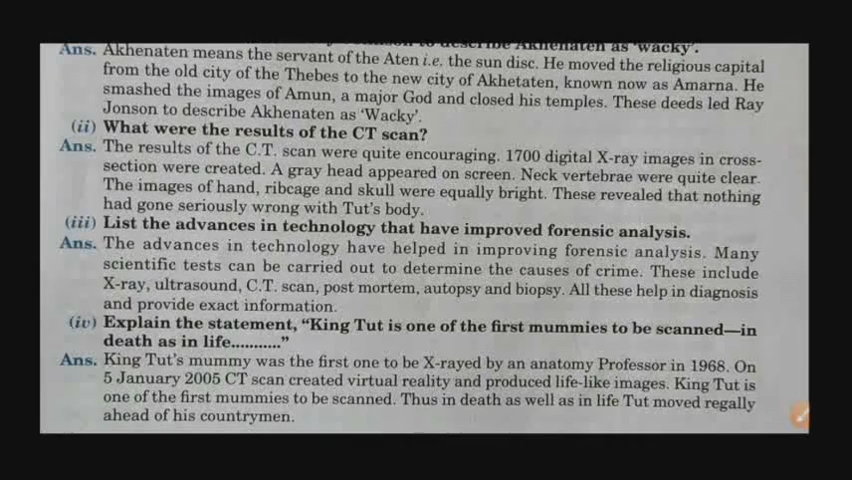 to describe Akhenaten as 'wacky'.
Ans. Akhenaten means the servant of the Aten i.e. the sun disc. He moved the religious capital
from the old city of the Thebes to the new city of Akhetaten, known now as Amarna. He
smashed the images of Amun, a major God and closed his temples. These deeds led Ray
Jonson to describe Akhenaten as 'Wacky'.
(ii) What were the results of the CT scan?
Ans. The results of the C.T. scan were quite encouraging. 1700 digital X-ray images in cross-
section were created. A gray head appeared on screen. Neck vertebrae were quite clear.
The images of hand, ribcage and skull were equally bright. These revealed that nothing
had gone seriously wrong with Tut's body.
(iii) List the advances in technology that have improved forensic analysis.
Ans. The advances in technology have helped in improving forensic analysis. Many
scientific tests can be carried out to determine the causes of crime. These include
X-ray, ultrasound, C.T. scan, post mortem, autopsy and biopsy. All these help in diagnosis
and provide exact information.
(iv) Explain the statement, "King Tut is one of the first mummies to be scanned—in
death as in life..........."
Ans. King Tut's mummy was the first one to be X-rayed by an anatomy Professor in 1968. On
5 January 2005 CT scan created virtual reality and produced life-like images. King Tut is
one of the first mummies to be scanned. Thus in death as well as in life Tut moved regally
ahead of his countrymen.